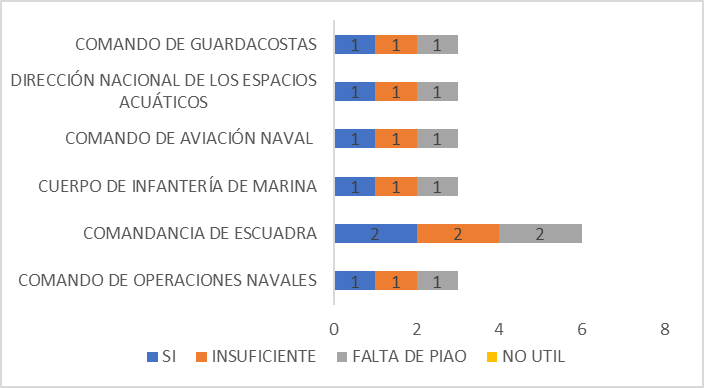 COMANDO DE GUARDACOSTAS
1 1 1
DIRECCIÓN NACIONAL DE LOS ESPACIOS
ACUÁTICOS
1 1 1
COMANDO DE AVIACIÓN NAVAL
1 1 1
CUERPO DE INFANTERÍA DE MARINA
1 1 1
COMANDANCIA DE ESCUADRA
2 2 2
COMANDO DE OPERACIONES NAVALES
1 1 1
0 2 4 6 8
SI INSUFICIENTE FALTA DE PIAO NO UTIL